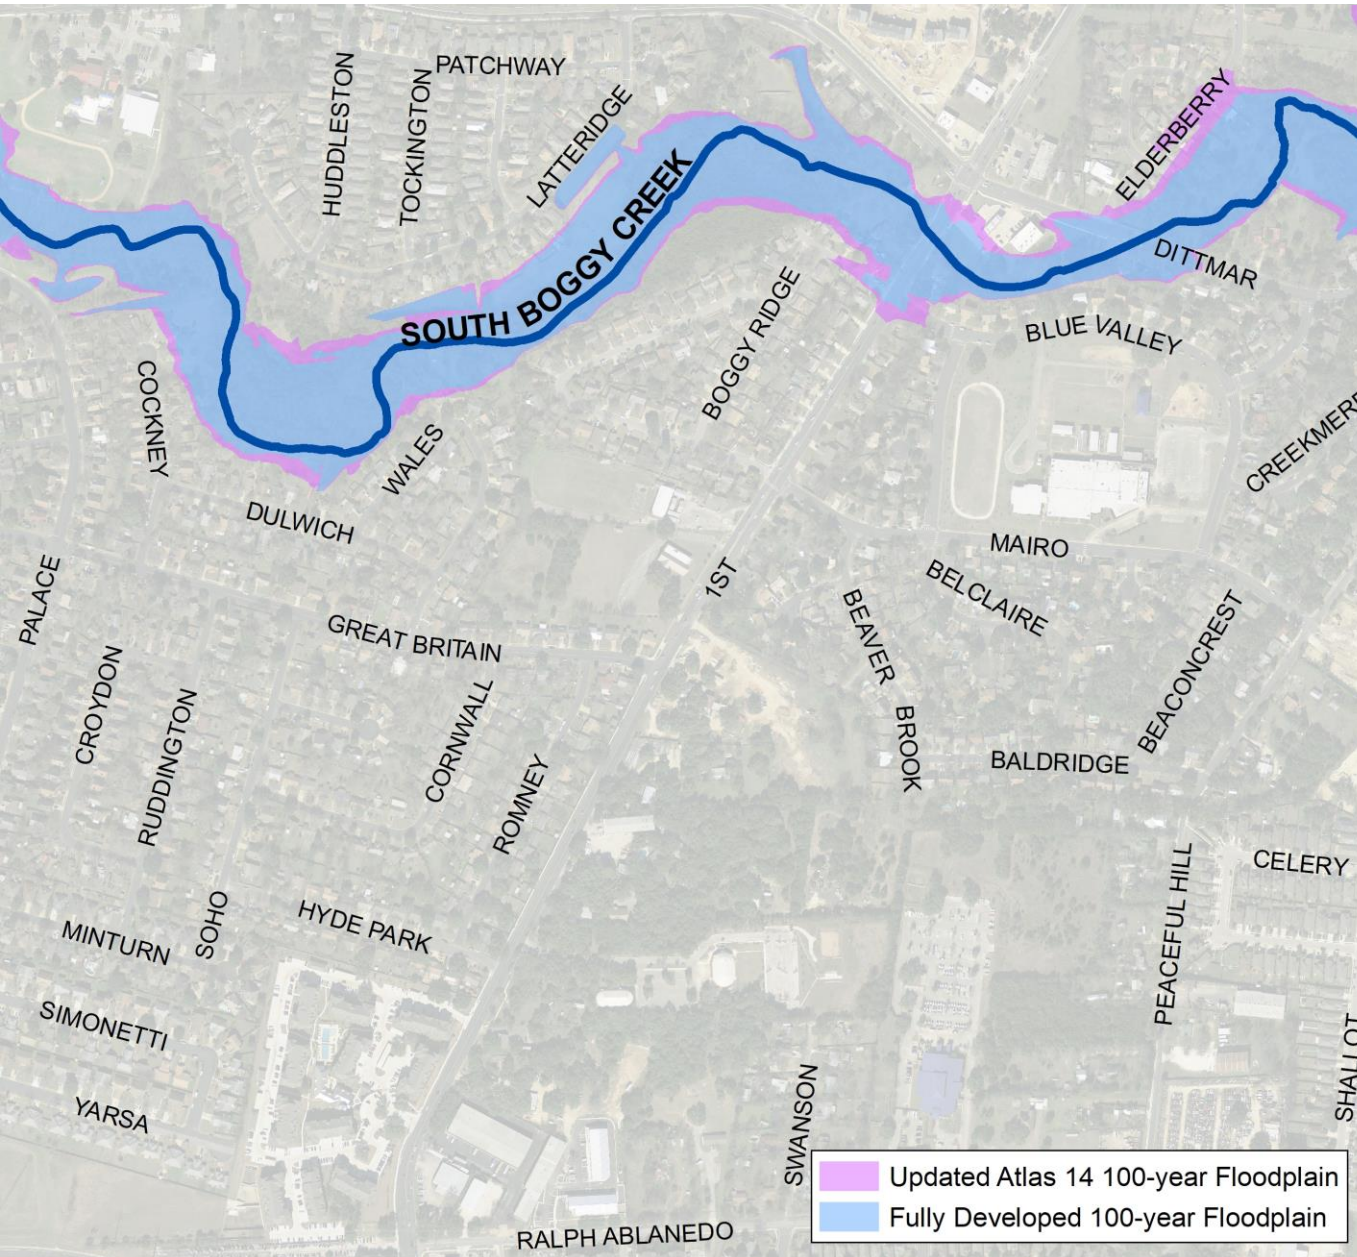 PATCHWAY
HUDDLESTON
TOCKINGTON
LATTERIDGE
ELDERBERRY
SOUTH BOGGY CREEK
DITTMAR
BOGGY RIDGE
BLUE VALLEY
COCKNEY
WALES
CREEKMERE
DULWICH
MAIRO
1ST
BELCLAIRE
PALACE
GREAT BRITAIN
BEAVER BROOK
BEACONCREST
CROYDON
RUDDINGTON
CORNWALL
ROMNEY
BALDRIDGE
CELERY
PEACEFUL HILL
SOHO
HYDE PARK
MINTURN
SIMONETTI
YARSA
SHALLOT
SWANSON
Updated Atlas 14 100-year Floodplain
Fully Developed 100-year Floodplain
RALPH ABLANEDO